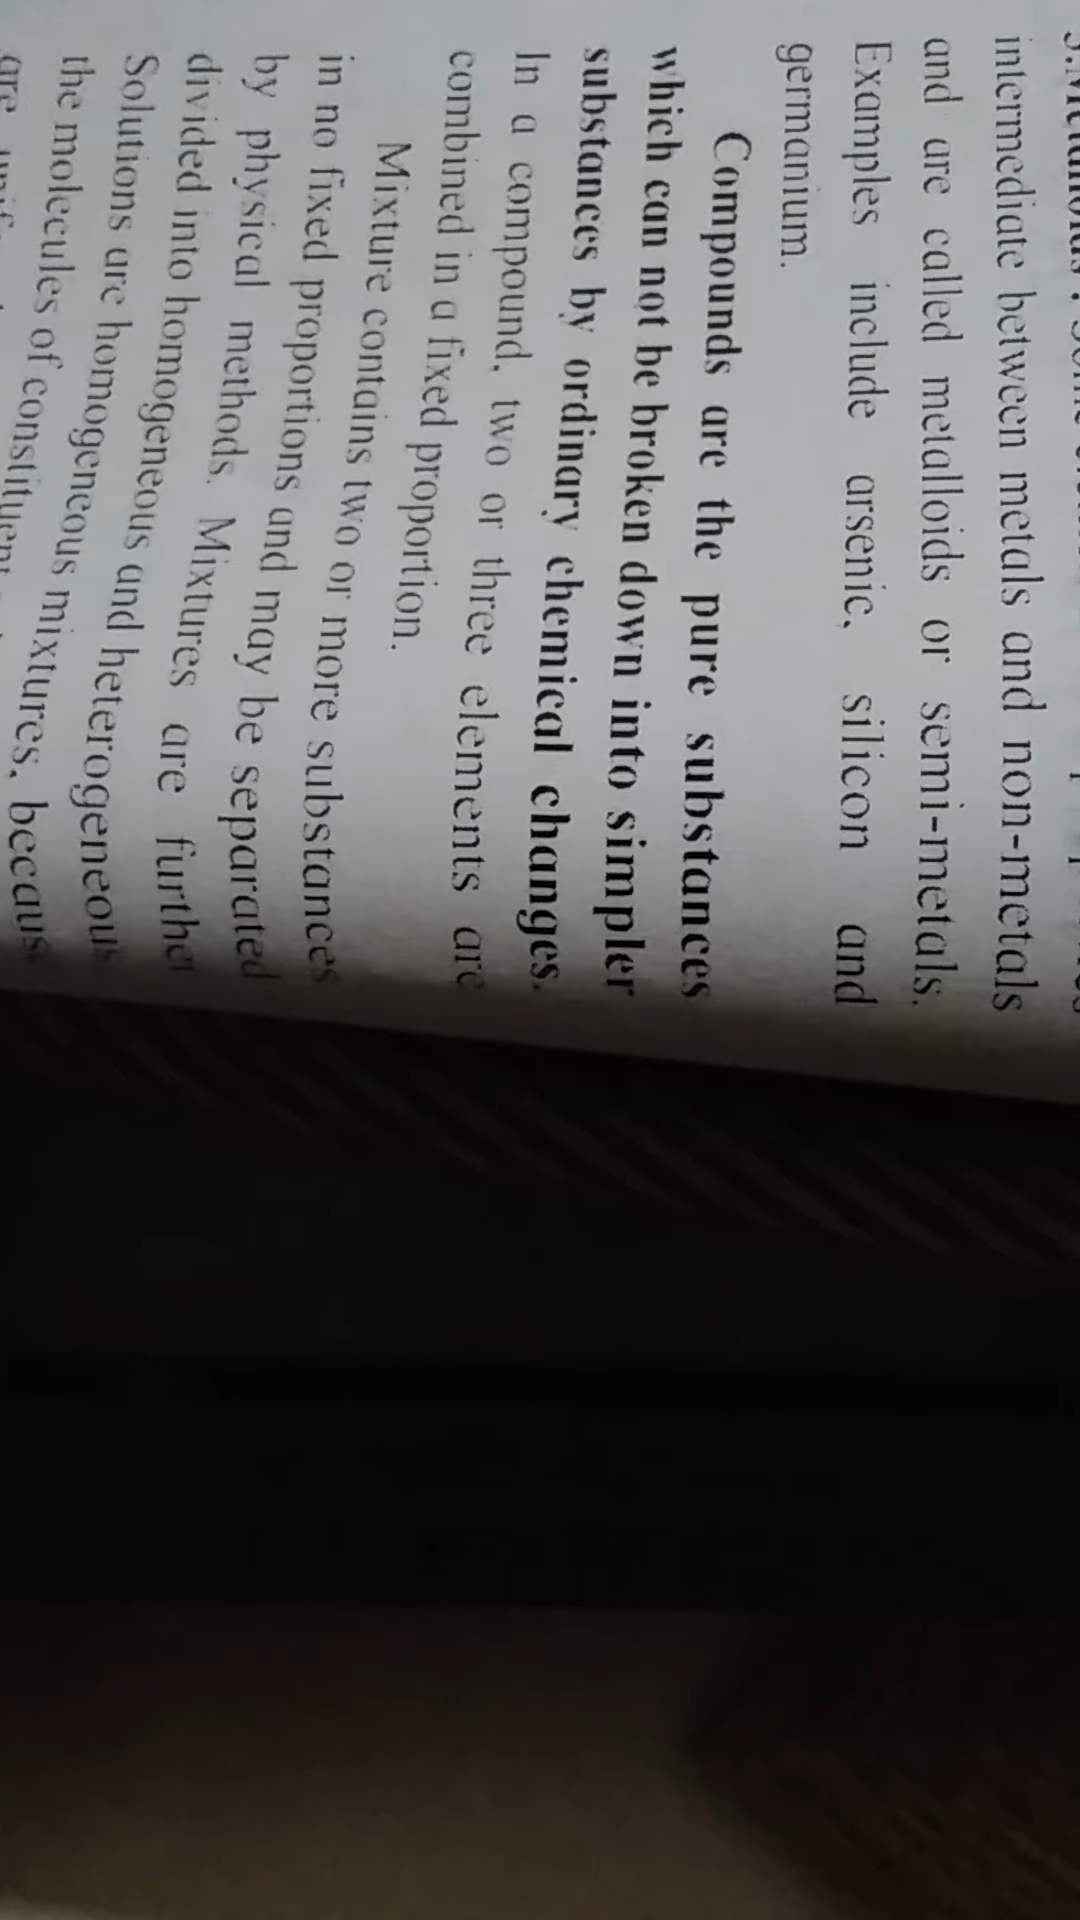 intermediate between metals and non-metals
and are called metalloids or semi-metals.
Examples include arsenic, silicon and
germanium.
Compounds are the pure substances
which can not be broken down into simpler
substances by ordinary chemical changes.
In a compound, two or three elements are
combined in a fixed proportion.
Mixture contains two or more substances
in no fixed proportions and may be separated
by physical methods. Mixtures are further
divided into homogeneous and heterogeneous
Solutions are homogeneous mixtures, becaus
the molecules of constituent
are